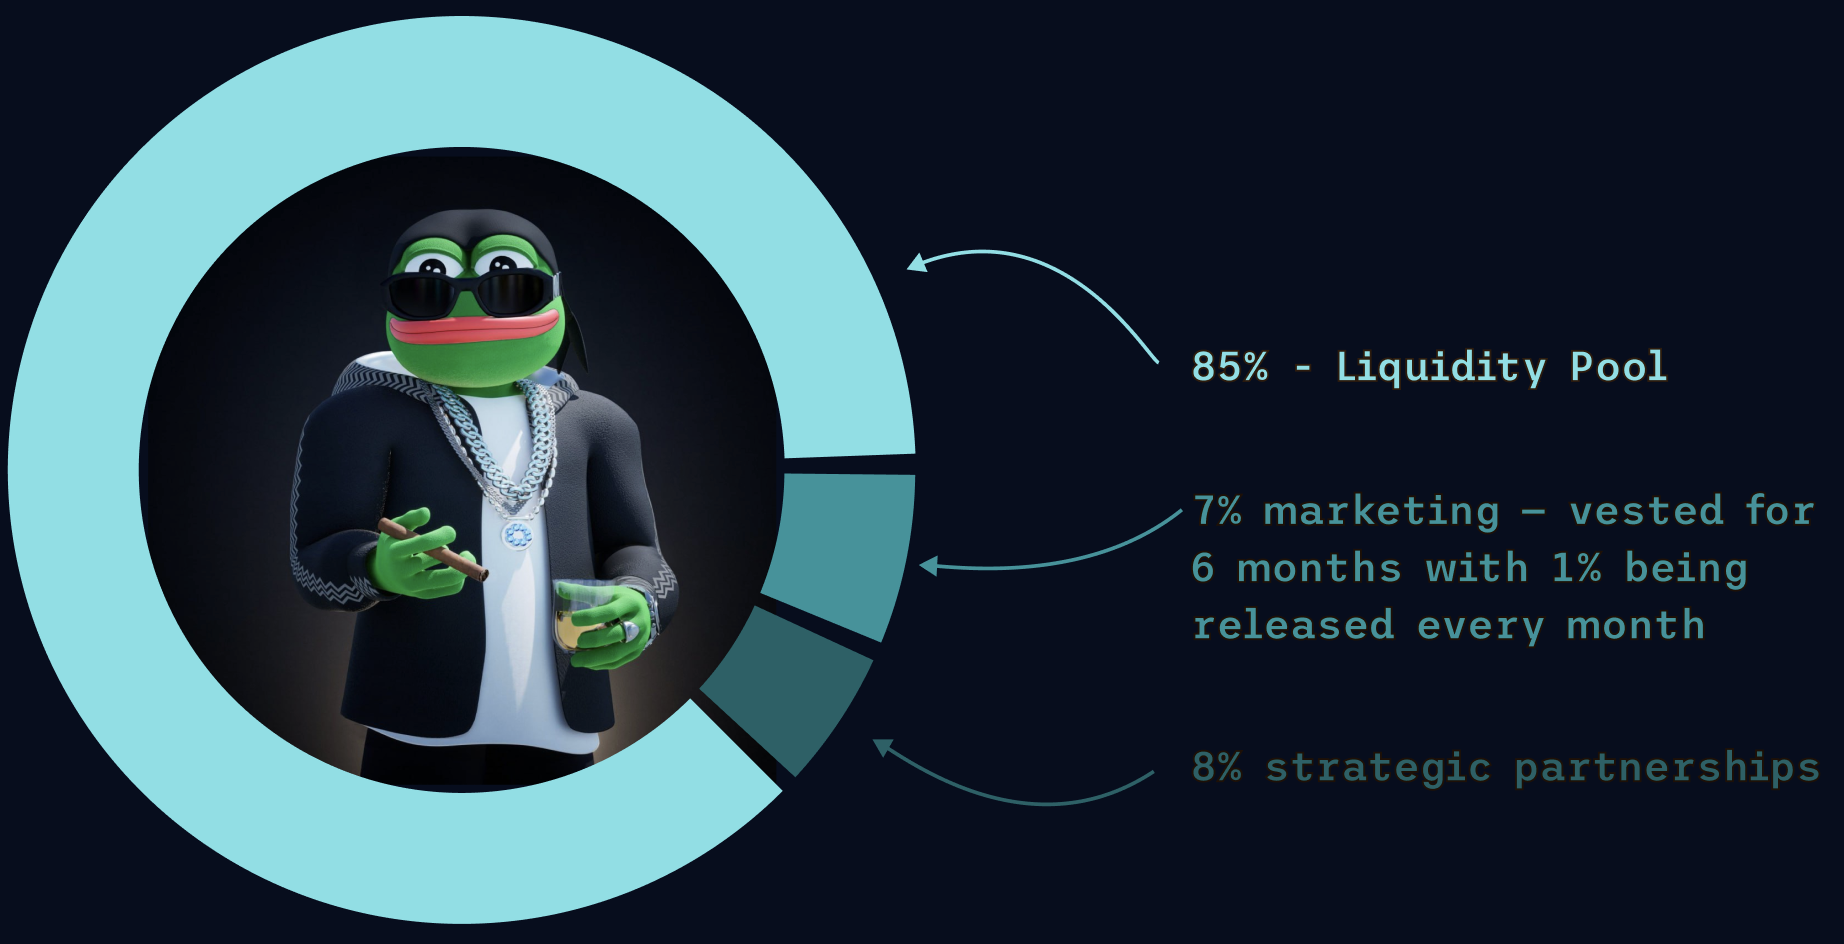 85% - Liquidity Pool
7% marketing – vested for
6 months with 1% being
released every month
8% strategic partnerships